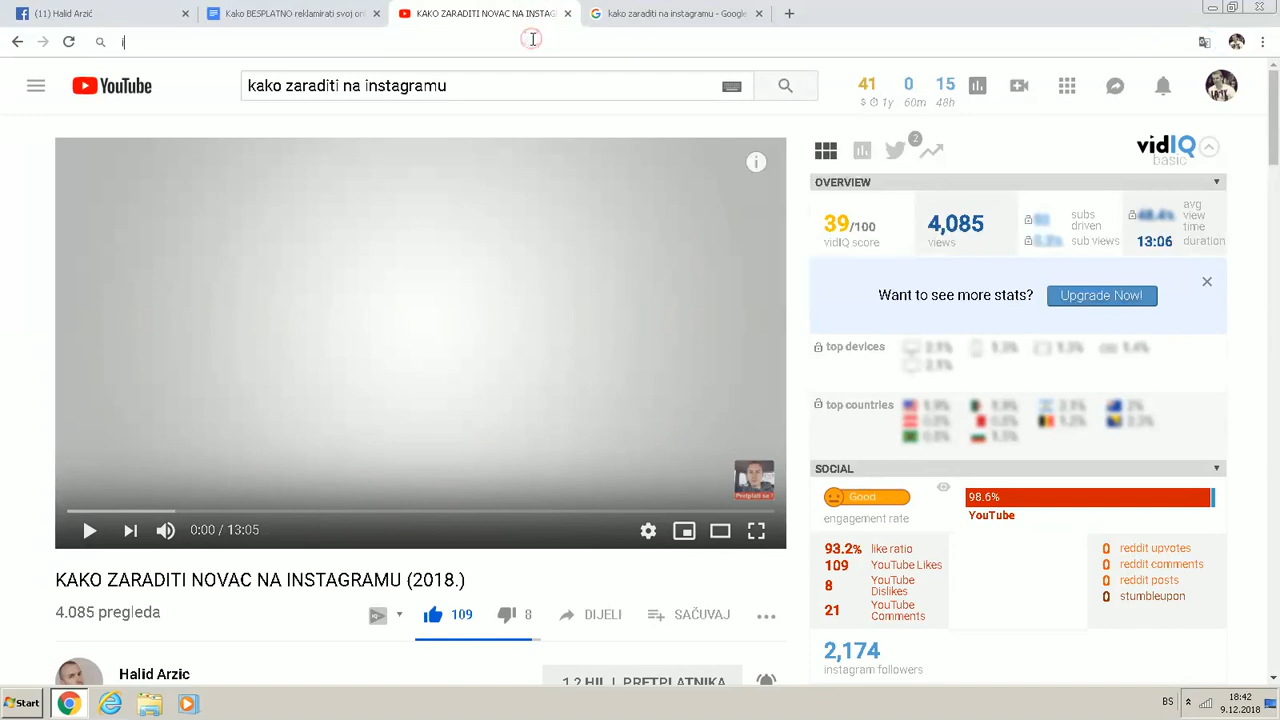 (11) Halid Arzić
Kako BESPLATNO reklamirati svoj onl
KAKO ZARADITI NOVAC NA INSTAG
kako zaraditi na instagramu - Google
i
YouTube
kako zaraditi na instagramu
41 0 15
1y 60m 48h
2
vidIQ
basic
OVERVIEW
39/100
vidIQ score
4,085
views
subs driven
sub views
avg view time
13:06 duration
Want to see more stats?
Upgrade Now!
top devices
top countries
SOCIAL
Good
engagement rate
98.6%
YouTube
93.2% like ratio
109 YouTube Likes
8 YouTube Dislikes
21 YouTube Comments
0 reddit upvotes
0 reddit comments
0 reddit posts
0 stumbleupon
2,174
instagram followers
Pretplati se !
0:00 / 13:05
KAKO ZARADITI NOVAC NA INSTAGRAMU (2018.)
4.085 pregleda
109
8
DIJELI
SAČUVAJ
Halid Arzic
Start
BS
18:42
9.12.2018